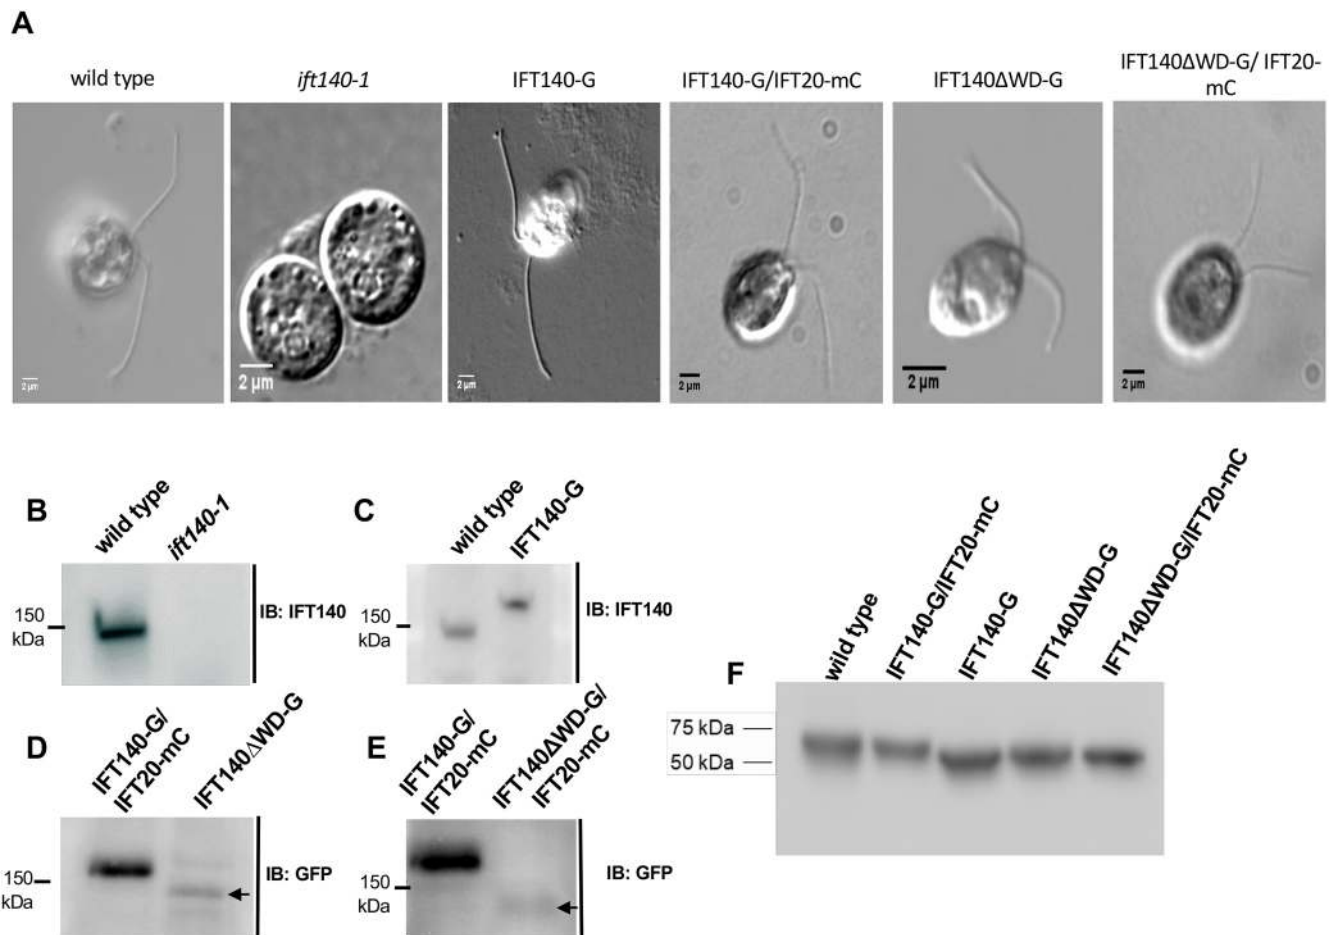 A
wild type
ift140-1
IFT140-G
IFT140-G/IFT20-mC
IFT140ΔWD-G
IFT140ΔWD-G/ IFT20-
mC
2 µm
2 µm
2 µm
2 µm
2 µm
2 µm
B
wild type
ift140-1
150
kDa
IB: IFT140
C
wild type
IFT140-G
150
kDa
IB: IFT140
D
IFT140-G/
IFT20-mC
IFT140ΔWD-G
150
kDa
IB: GFP
E
IFT140-G/
IFT20-mC
IFT140ΔWD-G/
IFT20-mC
150
kDa
IB: GFP
F
wild type
IFT140-G/IFT20-mC
IFT140-G
IFT140ΔWD-G
IFT140ΔWD-G/IFT20-mC
75 kDa
50 kDa